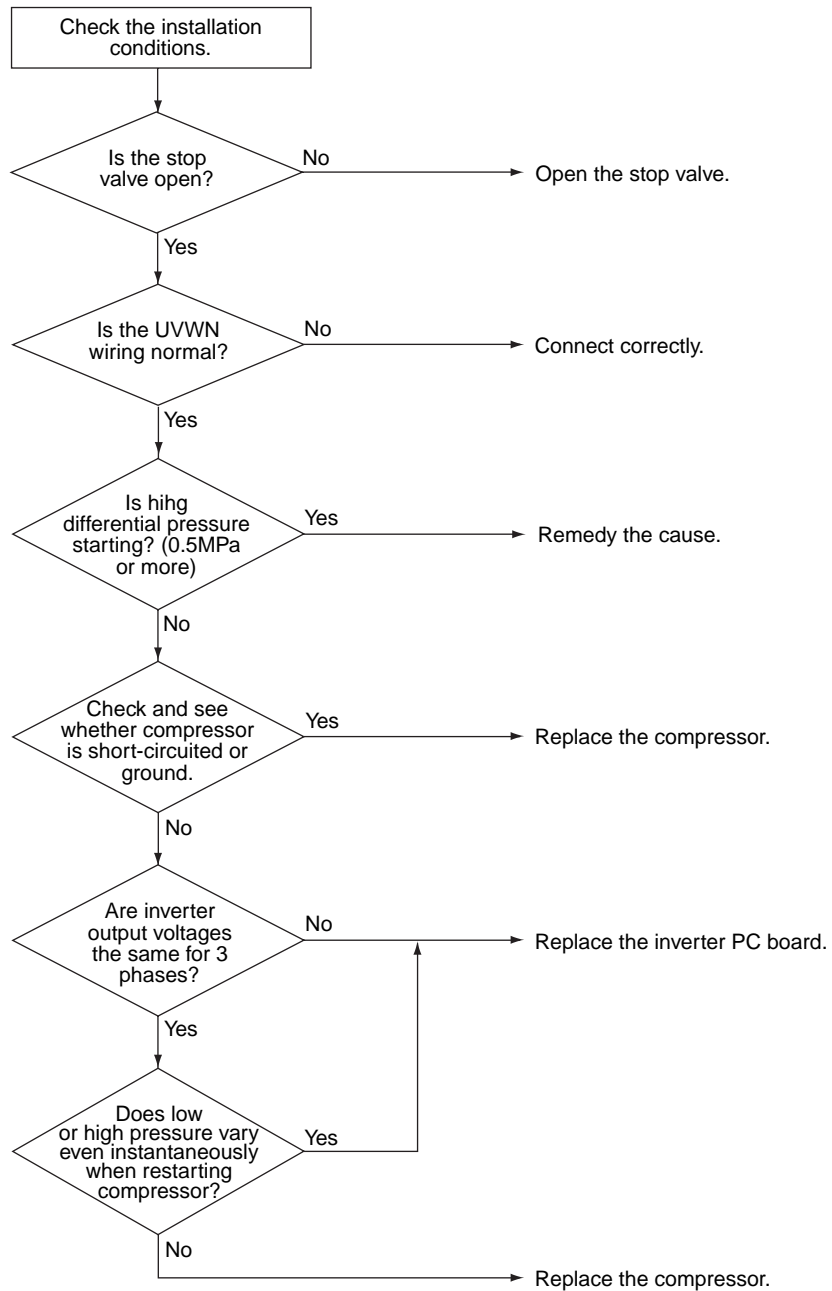 Check the installation
conditions.
Is the stop
valve open?
No
Open the stop valve.
Yes
Is the UVWN
wiring normal?
No
Connect correctly.
Yes
Is hihg
differential pressure
starting? (0.5MPa
or more)
Yes
Remedy the cause.
No
Check and see
whether compressor
is short-circuited or
ground.
Yes
Replace the compressor.
No
Are inverter
output voltages
the same for 3
phases?
No
Replace the inverter PC board.
Yes
Does low
or high pressure vary
even instantaneously
when restarting
compressor?
Yes
No
Replace the compressor.